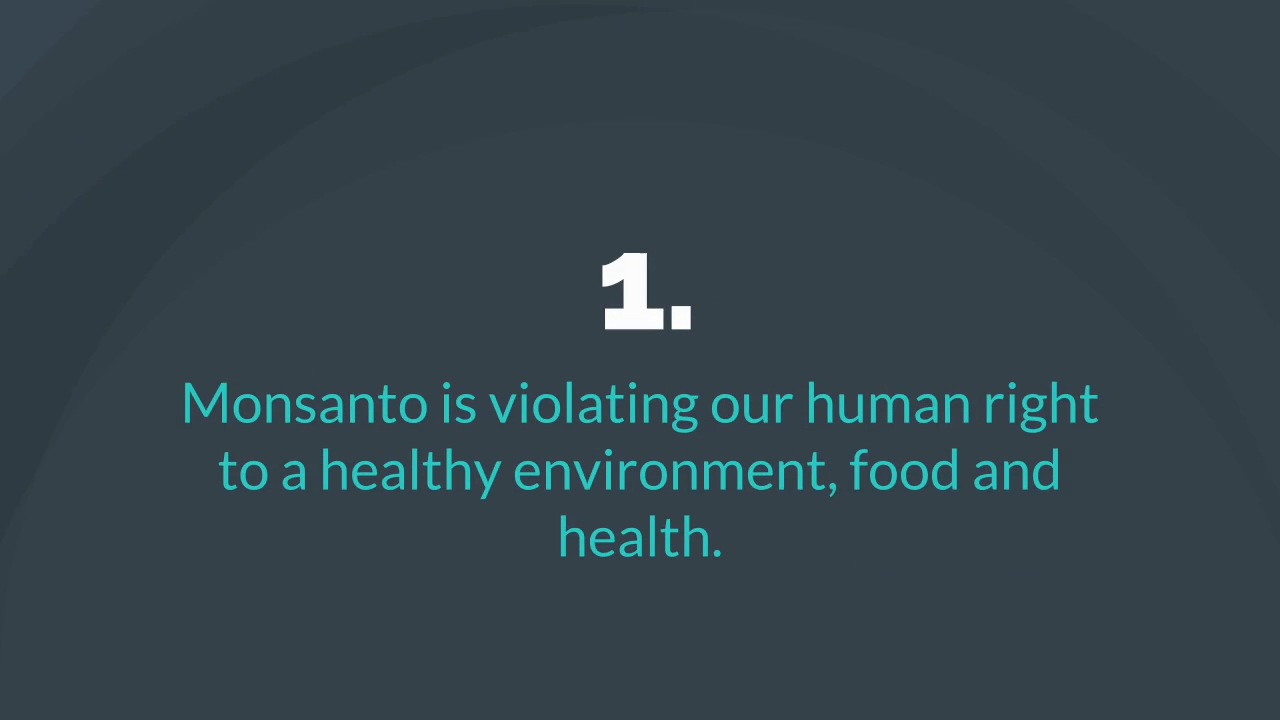 1.
Monsanto is violating our human right
to a healthy environment, food and
health.